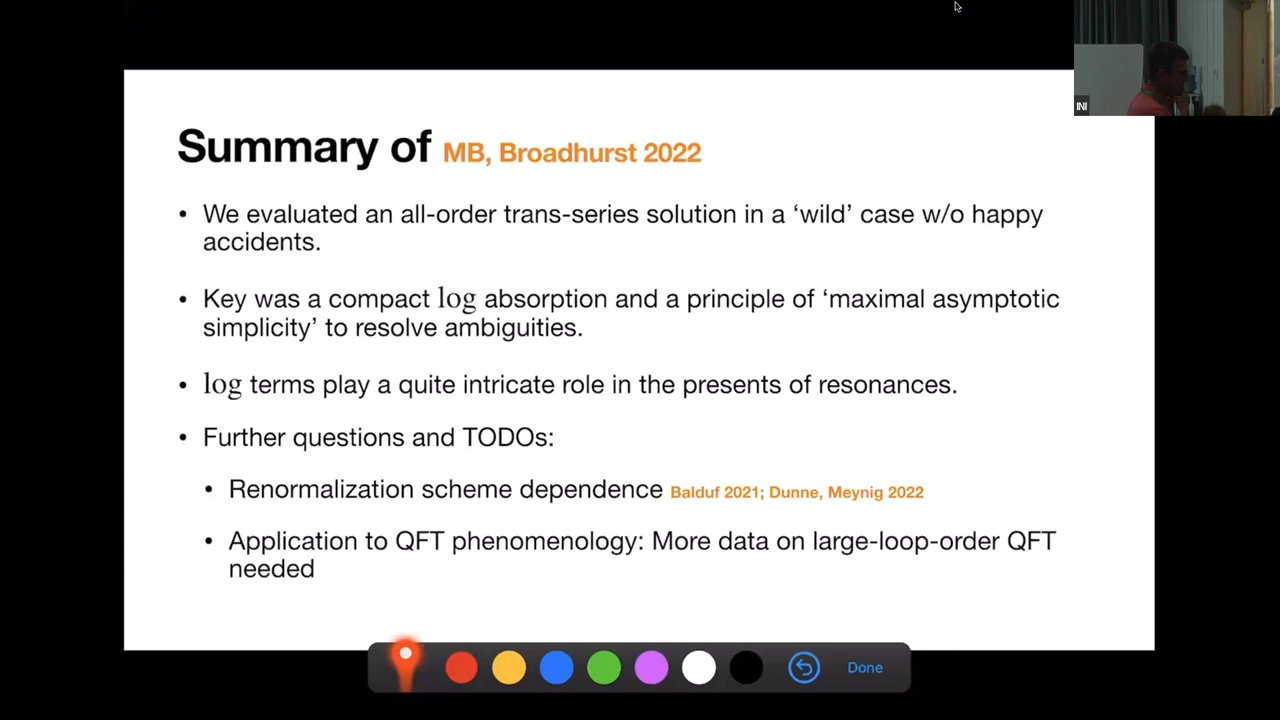 INI
Summary of MB, Broadhurst 2022
• We evaluated an all-order trans-series solution in a ‘wild’ case w/o happy
accidents.
• Key was a compact log absorption and a principle of ‘maximal asymptotic
simplicity’ to resolve ambiguities.
• log terms play a quite intricate role in the presents of resonances.
• Further questions and TODOs:
• Renormalization scheme dependence Balduf 2021; Dunne, Meynig 2022
• Application to QFT phenomenology: More data on large-loop-order QFT
needed
Done